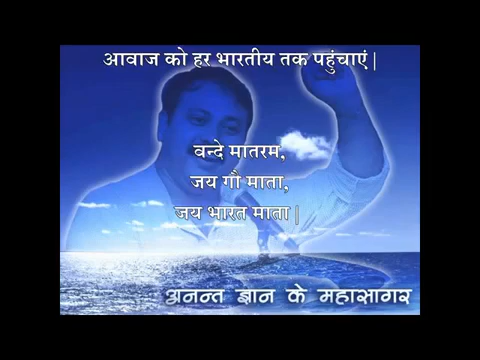 आवाज को हर भारतीय तक पहुंचाएं |
वन्दे मातरम,
जय गौ माता,
जय भारत माता |
अनन्त ज्ञान के महासागर